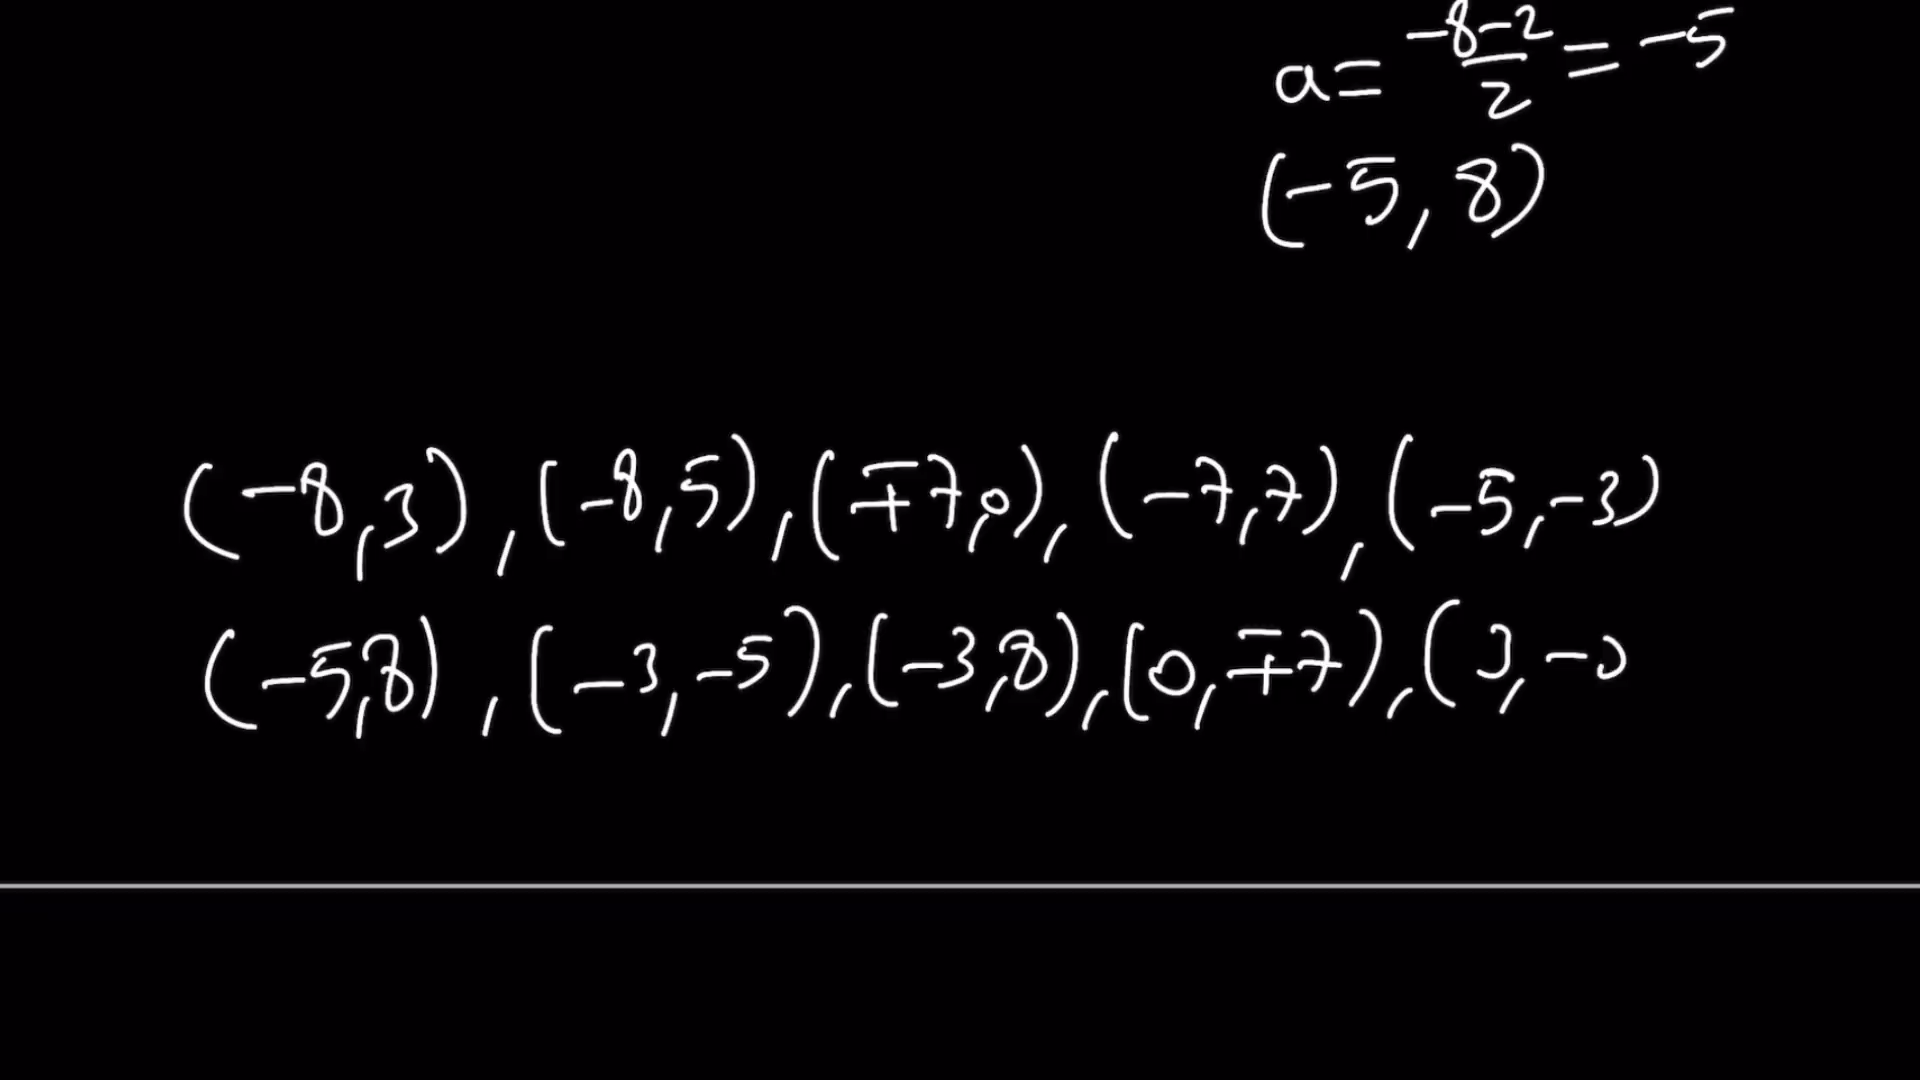 a = \frac{-8-2}{2} = -5
(-5, 8)
(-8,3), (-8,5), (∓7,0), (-7,7), (-5,-3)
(-5,8), (-3,-5), (-3,8), (0,∓7), (3,-